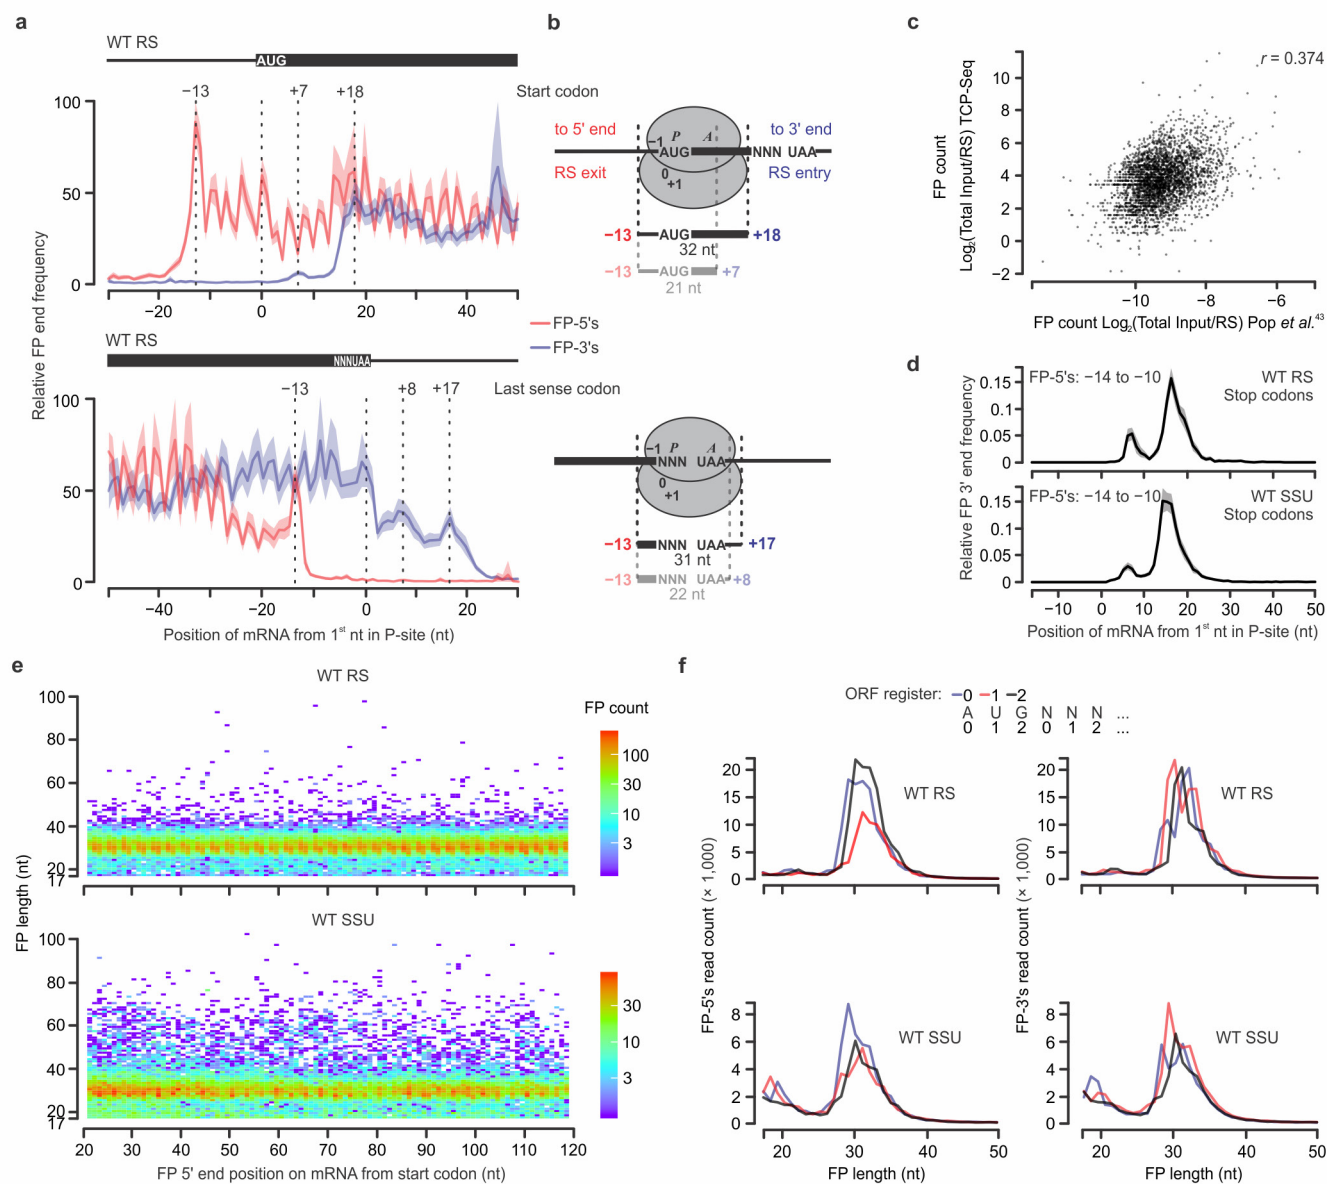 a
WT RS
AUG
−13
+7
+18
Start codon
100
50
0
−20
0
20
40
Relative FP end frequency
FP-5's
FP-3's
WT RS
NNNUAA
−13
+8
+17
Last sense codon
100
50
0
−40
−20
0
20
Position of mRNA from 1st nt in P-site (nt)
b
to 5' end
to 3' end
−1 P A
AUG
NNN UAA
RS exit
RS entry
0
+1
−13
AUG
+18
32 nt
−13
AUG
+7
21 nt
−1 P A
NNN UAA
0
+1
−13
NNN UAA
+17
31 nt
−13
NNN UAA
+8
22 nt
c
r = 0.374
FP count
Log2(Total Input/RS) TCP-Seq
10
8
6
4
2
0
−2
−10
−8
−6
FP count Log2(Total Input/RS) Pop et al.43
d
FP-5's: −14 to −10
WT RS
Stop codons
0.15
0.1
0.05
0
FP-5's: −14 to −10
WT SSU
Stop codons
0.15
0.1
0.05
0
Relative FP 3' end frequency
−10
0
10
20
30
40
50
Position of mRNA from 1st nt in P-site (nt)
e
WT RS
100
80
60
40
20
17
FP count
100
30
10
3
WT SSU
100
80
60
40
20
17
30
10
3
FP length (nt)
20
30
40
50
60
70
80
90
100
110
120
FP 5' end position on mRNA from start codon (nt)
f
ORF register: 0 1 2
A U G N N N ...
0 1 2 0 1 2 ...
WT RS
20
15
10
5
0
20
30
40
50
WT RS
20
15
10
5
0
20
30
40
50
FP-5's read count (× 1,000)
FP-3's read count (× 1,000)
WT SSU
8
6
4
2
0
20
30
40
50
FP length (nt)
WT SSU
8
6
4
2
0
20
30
40
50
FP length (nt)